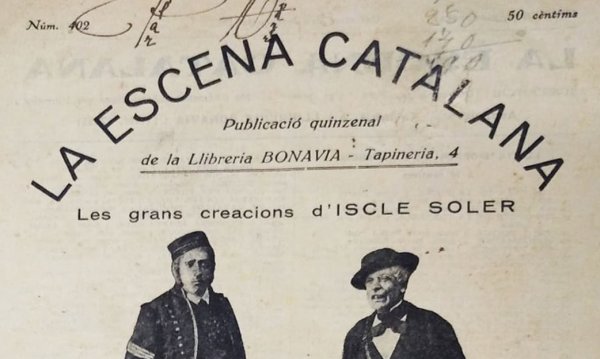 Núm. 402
50 cèntims
250
LA ESCENA CATALANA
Publicació quinzenal
de la Llibreria BONAVIA - Tapineria, 4
Les grans creacions d'ISCLE SOLER